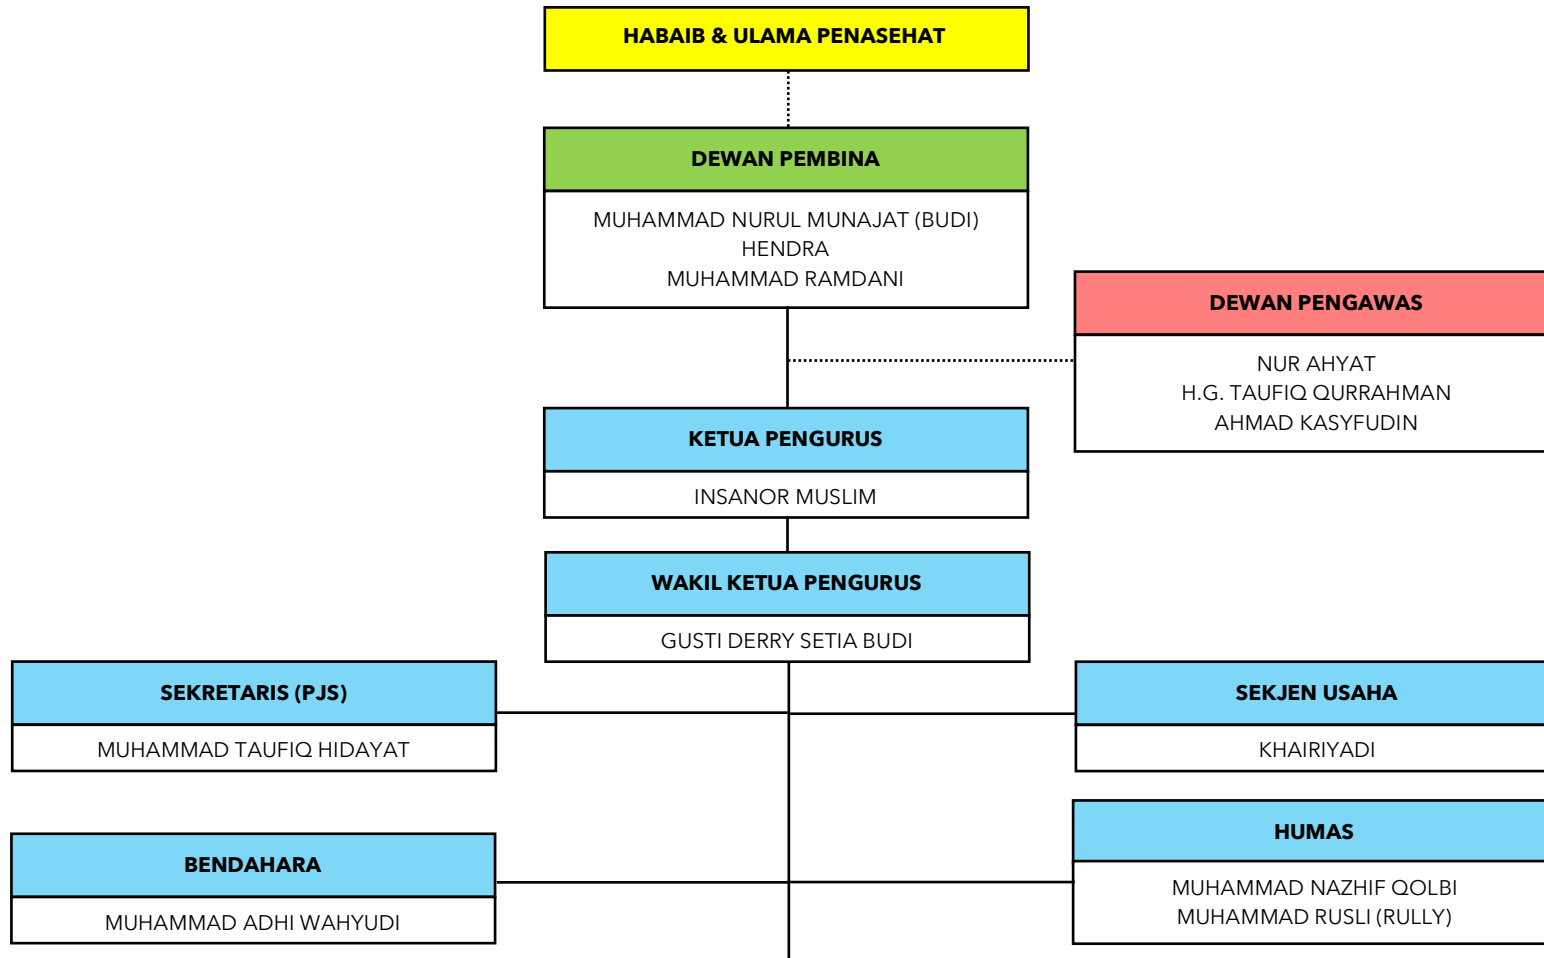 HABAIB & ULAMA PENASEHAT
DEWAN PEMBINA
MUHAMMAD NURUL MUNAJAT (BUDI)
HENDRA
MUHAMMAD RAMDANI
DEWAN PENGAWAS
NUR AHYAT
H.G. TAUFIQ QURRAHMAN
AHMAD KASYFUDIN
KETUA PENGURUS
INSANOR MUSLIM
WAKIL KETUA PENGURUS
GUSTI DERRY SETIA BUDI
SEKRETARIS (PJS)
MUHAMMAD TAUFIQ HIDAYAT
SEKJEN USAHA
KHAIRIYADI
BENDAHARA
MUHAMMAD ADHI WAHYUDI
HUMAS
MUHAMMAD NAZHIF QOLBI
MUHAMMAD RUSLI (RULLY)